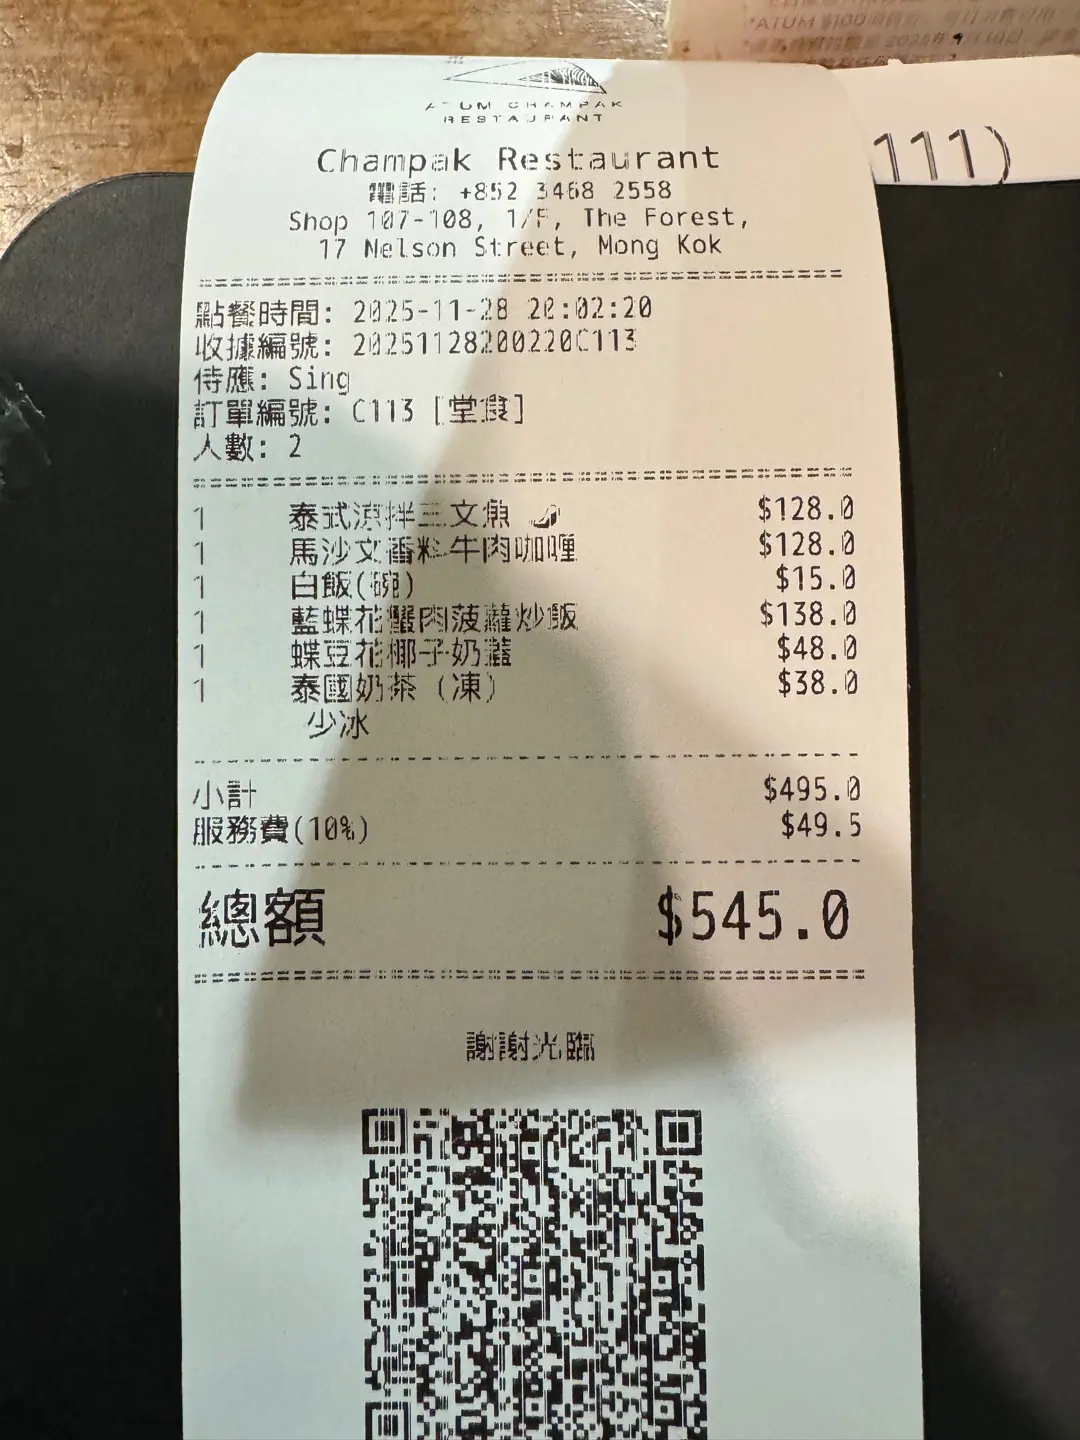 ATUM CHAMPAK
RESTAURANT
Champak Restaurant
電話: +852 3468 2558
Shop 107-108, 1/F, The Forest,
17 Nelson Street, Mong Kok
點餐時間: 2025-11-28 20:02:20
收據編號: 20251128200220C113
侍應: Sing
訂單編號: C113 [堂食]
人數: 2
1 泰式涼拌三文魚 🌶 $128.0
1 馬沙文香料牛肉咖喱 $128.0
1 白飯(碗) $15.0
1 藍蝶花蟹肉菠蘿炒飯 $138.0
1 蝶豆花椰子奶蓋 $48.0
1 泰國奶茶 (凍) $38.0
少冰
小計 $495.0
服務費(10%) $49.5
總額 $545.0
謝謝光臨
111)